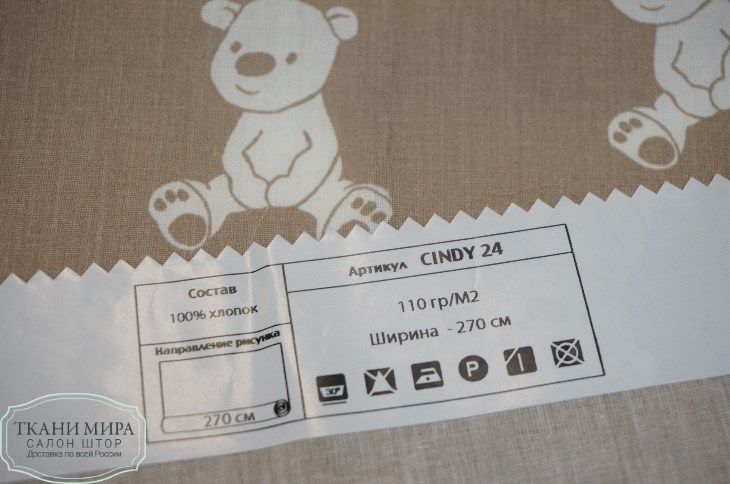 Состав
100% хлопок
Направление рисунка
270 см
Артикул CINDY 24
110 гр/М2
Ширина - 270 см
30°
P
ТКАНИ МИРА
САЛОН ШТОР
Доставка по всей России